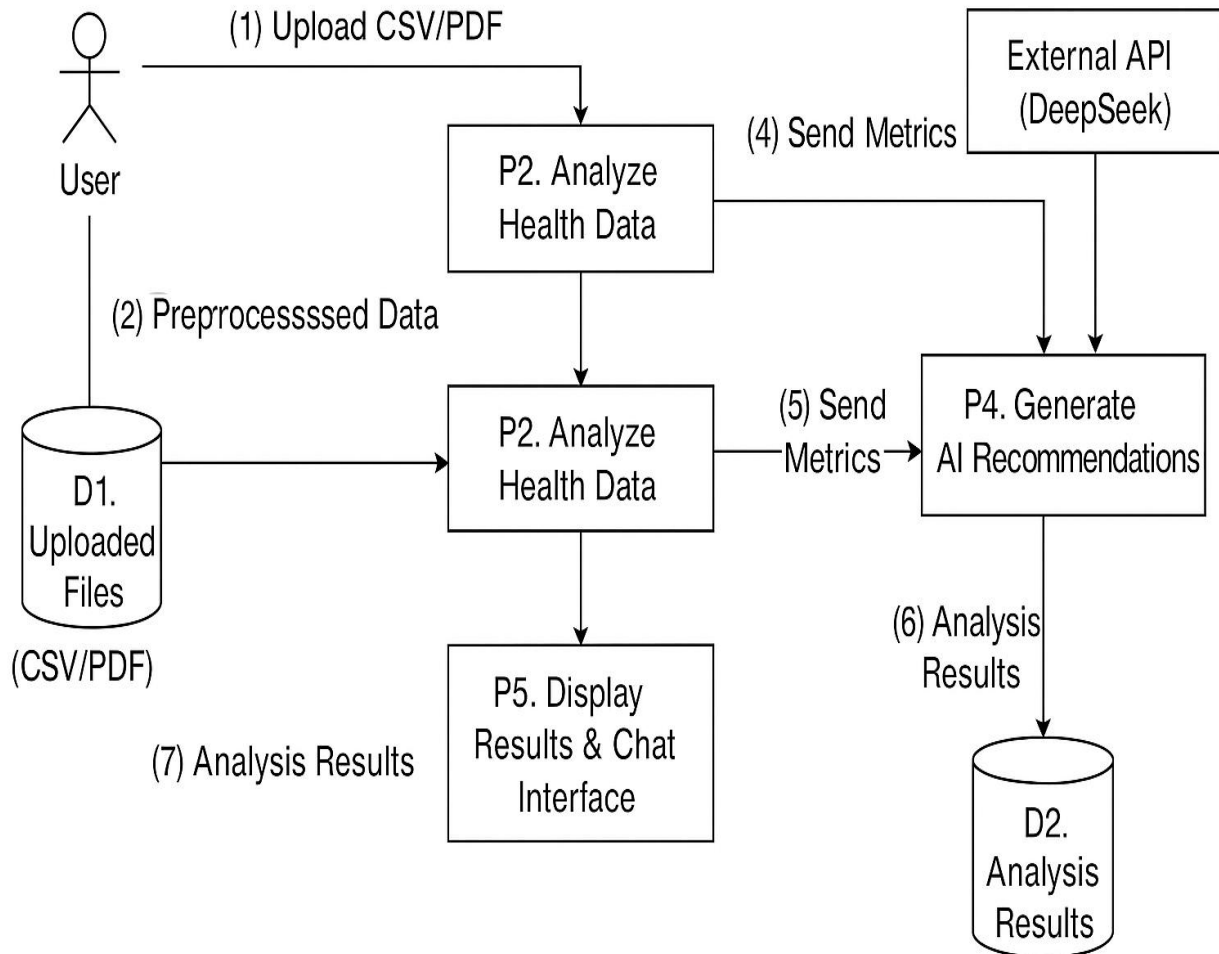 (1) Upload CSV/PDF
External API
(DeepSeek)
User
P2. Analyze
Health Data
(4) Send Metrics
(2) Preprocessssed Data
P2. Analyze
Health Data
(5) Send
Metrics
P4. Generate
AI Recommendations
D1.
Uploaded
Files
(CSV/PDF)
(6) Analysis
Results
P5. Display
Results & Chat
Interface
(7) Analysis Results
D2.
Analysis
Results